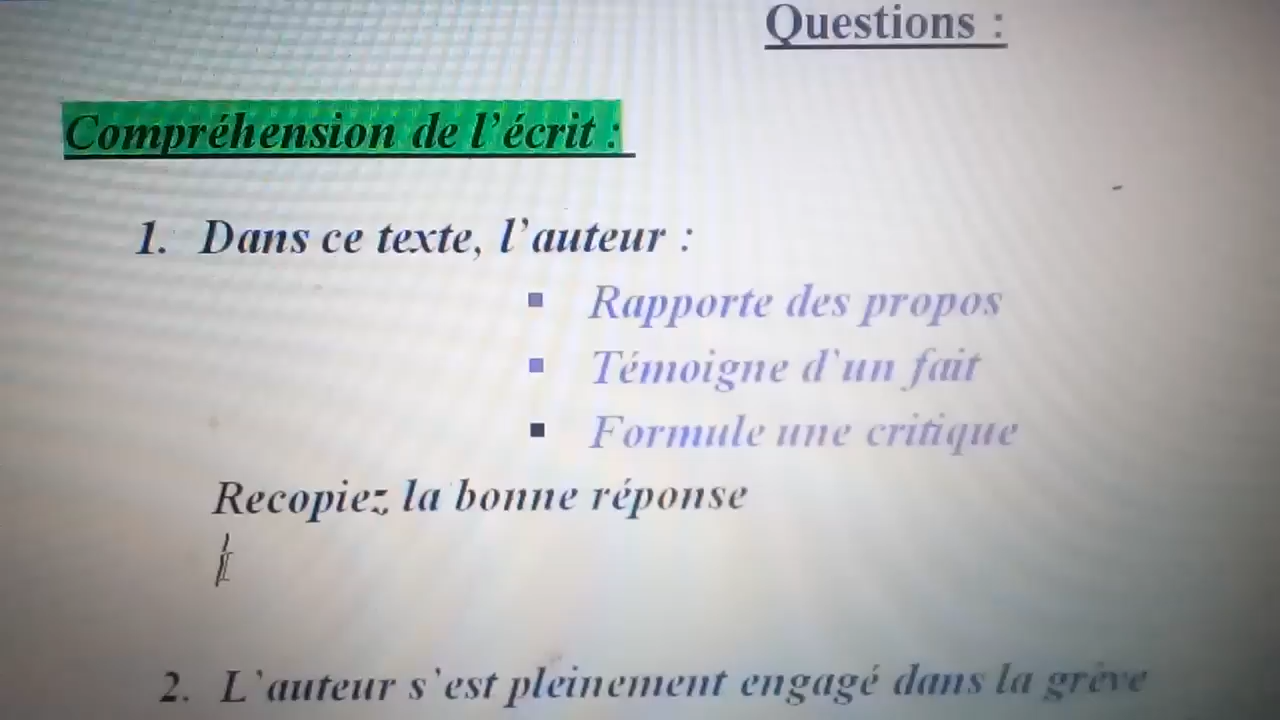 Questions :
Compréhension de l'écrit :
1. Dans ce texte, l'auteur :
▪ Rapporte des propos
▪ Témoigne d'un fait
▪ Formule une critique
Recopiez la bonne réponse
2. L'auteur s'est pleinement engagé dans la grève